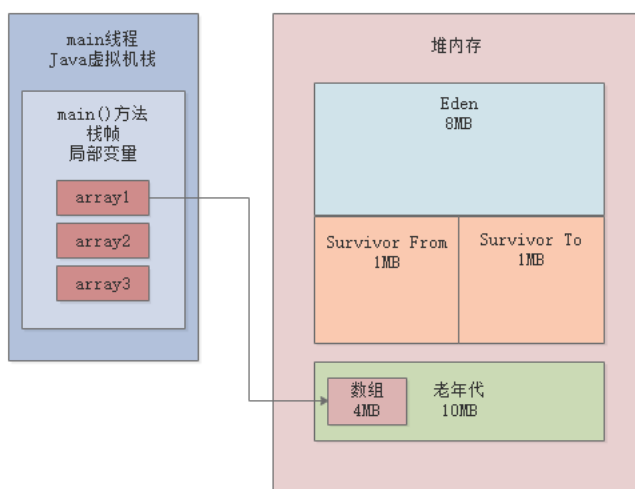 main线程
Java虚拟机栈
main()方法
栈帧
局部变量
array1
array2
array3
堆内存
Eden
8MB
Survivor From
1MB
Survivor To
1MB
数组
4MB
老年代
10MB